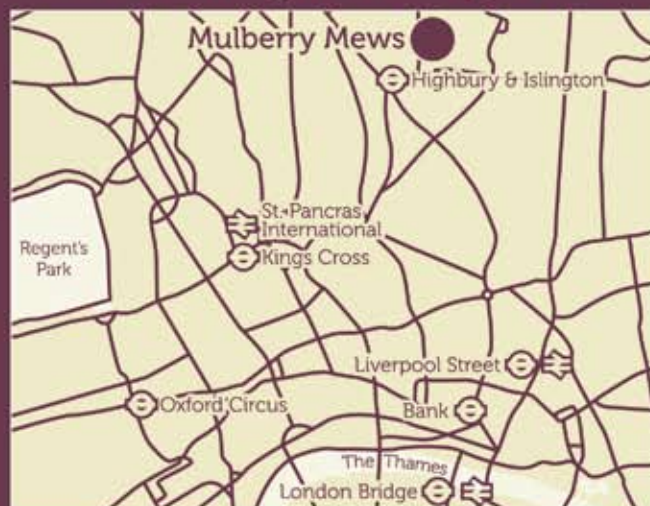 Mulberry Mews
Highbury & Islington
St. Pancras
International
Kings Cross
Regent's
Park
Liverpool Street
Oxford Circus
Bank
The Thames
London Bridge